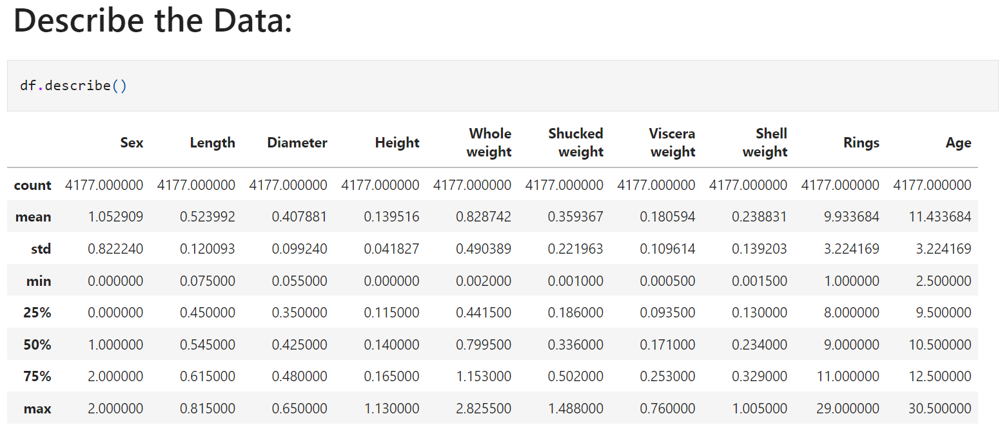 Describe the Data:
df.describe()
Sex Length Diameter Height Whole weight Shucked weight Viscera weight Shell weight Rings Age
count 4177.000000 4177.000000 4177.000000 4177.000000 4177.000000 4177.000000 4177.000000 4177.000000 4177.000000 4177.000000
mean 1.052909 0.523992 0.407881 0.139516 0.828742 0.359367 0.180594 0.238831 9.933684 11.433684
std 0.822240 0.120093 0.099240 0.041827 0.490389 0.221963 0.109614 0.139203 3.224169 3.224169
min 0.000000 0.075000 0.055000 0.000000 0.002000 0.001000 0.000500 0.001500 1.000000 2.500000
25% 0.000000 0.450000 0.350000 0.115000 0.441500 0.186000 0.093500 0.130000 8.000000 9.500000
50% 1.000000 0.545000 0.425000 0.140000 0.799500 0.336000 0.171000 0.234000 9.000000 10.500000
75% 2.000000 0.615000 0.480000 0.165000 1.153000 0.502000 0.253000 0.329000 11.000000 12.500000
max 2.000000 0.815000 0.650000 1.130000 2.825500 1.488000 0.760000 1.005000 29.000000 30.500000